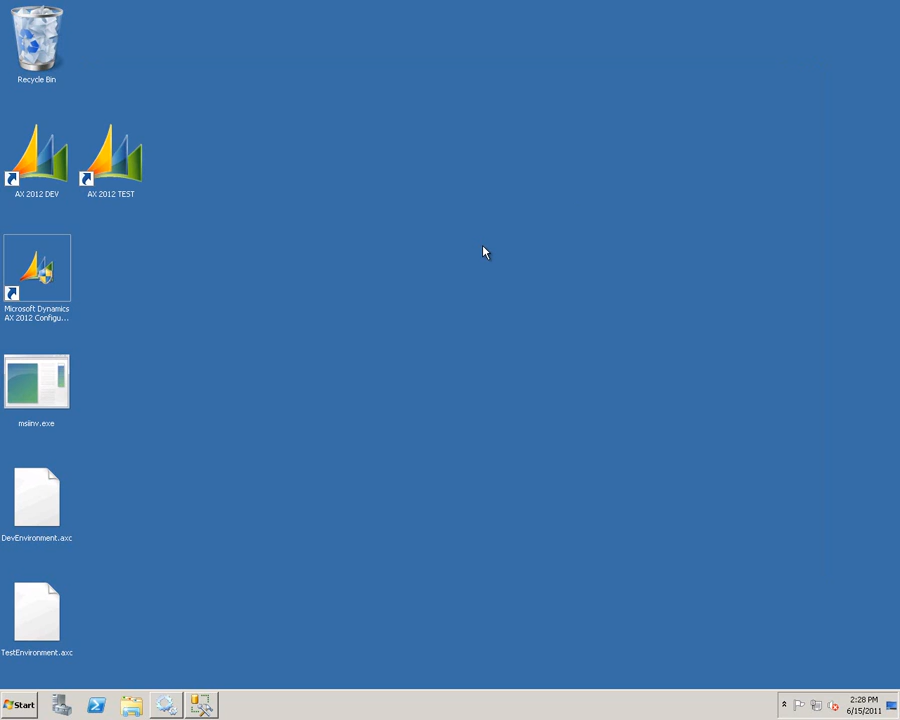 Recycle Bin
AX 2012 DEV
AX 2012 TEST
Microsoft Dynamics
AX 2012 Configu...
msiinv.exe
DevEnvironment.axc
TestEnvironment.axc
Start
2:28 PM
6/15/2011